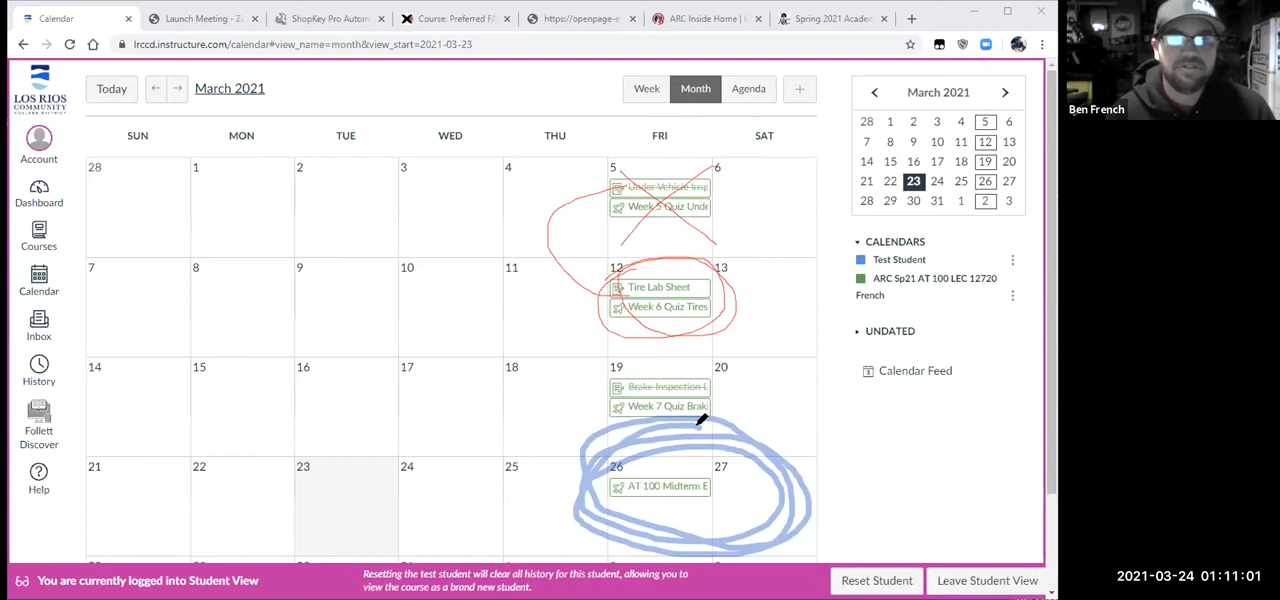 Calendar
Launch Meeting - Z
ShopKey Pro Autom
Course: Preferred FA
https://openpage-e
ARC Inside Home |
Spring 2021 Acade
lrccd.instructure.com/calendar#view_name=month&view_start=2021-03-23
LOS RIOS
COMMUNITY
COLLEGE DISTRICT
Account
Dashboard
Courses
Calendar
Inbox
History
Follett
Discover
Help
Today
← → March 2021
Week Month Agenda +
SUN MON TUE WED THU FRI SAT
28 1 2 3 4 5 6
Under Vehicle Insp
Week 5 Quiz Unde
7 8 9 10 11 12 13
Tire Lab Sheet
Week 6 Quiz Tires
14 15 16 17 18 19 20
Brake Inspection L
Week 7 Quiz Brak
21 22 23 24 25 26 27
AT 100 Midterm E
March 2021
28 1 2 3 4 5 6
7 8 9 10 11 12 13
14 15 16 17 18 19 20
21 22 23 24 25 26 27
28 29 30 31 1 2 3
CALENDARS
Test Student
ARC Sp21 AT 100 LEC 12720
French
UNDATED
Calendar Feed
You are currently logged into Student View
Resetting the test student will clear all history for this student, allowing you to
view the course as a brand new student.
Reset Student
Leave Student View
Ben French
2021-03-24 01:11:01